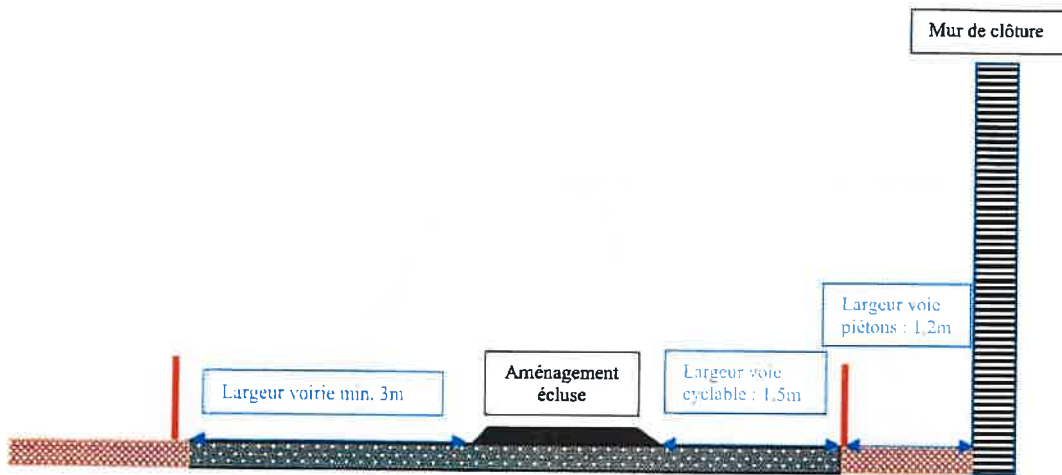 Mur de clôture
Largeur voie
piétons : 1,2m
Largeur voirie min. 3m
Aménagement
écluse
Largeur voie
cyclable : 1,5m